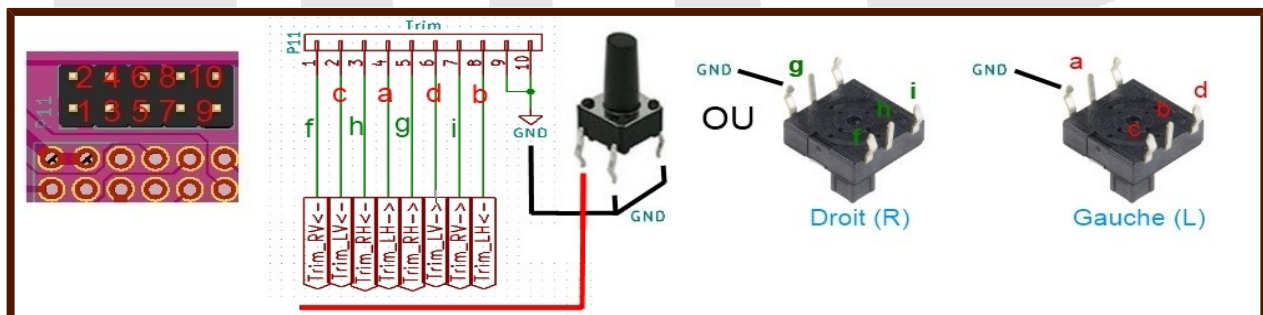 Trim
P11
1 2 3 4 5 6 7 8 9 10
f c h a g d i b
GND
Trim_RV<-
Trim_LV<-
Trim_RH<-
Trim_LH->
Trim_RH->
Trim_LV->
Trim_RV->
Trim_LH<-
P11
2 4 6 8 10
1 3 5 7 9
GND
OU
GND
g
i
h
f
Droit (R)
GND
a
d
b
c
Gauche (L)